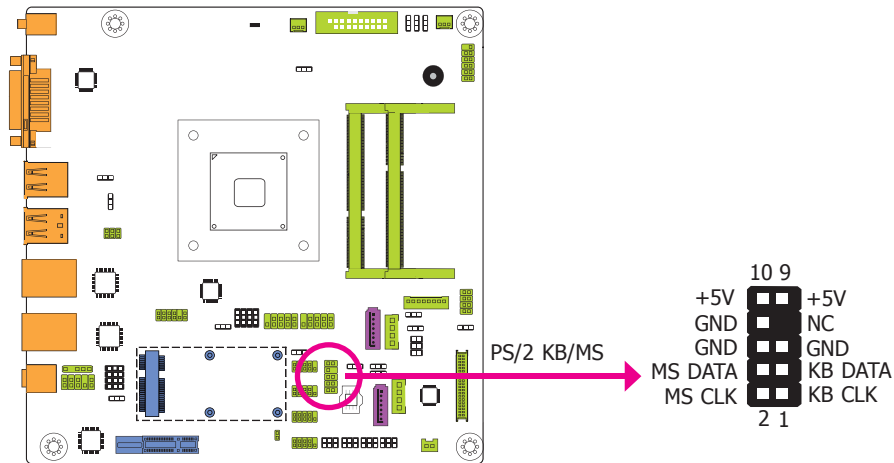 10 9
+5V +5V
GND NC
PS/2 KB/MS
GND GND
MS DATA KB DATA
MS CLK KB CLK
2 1